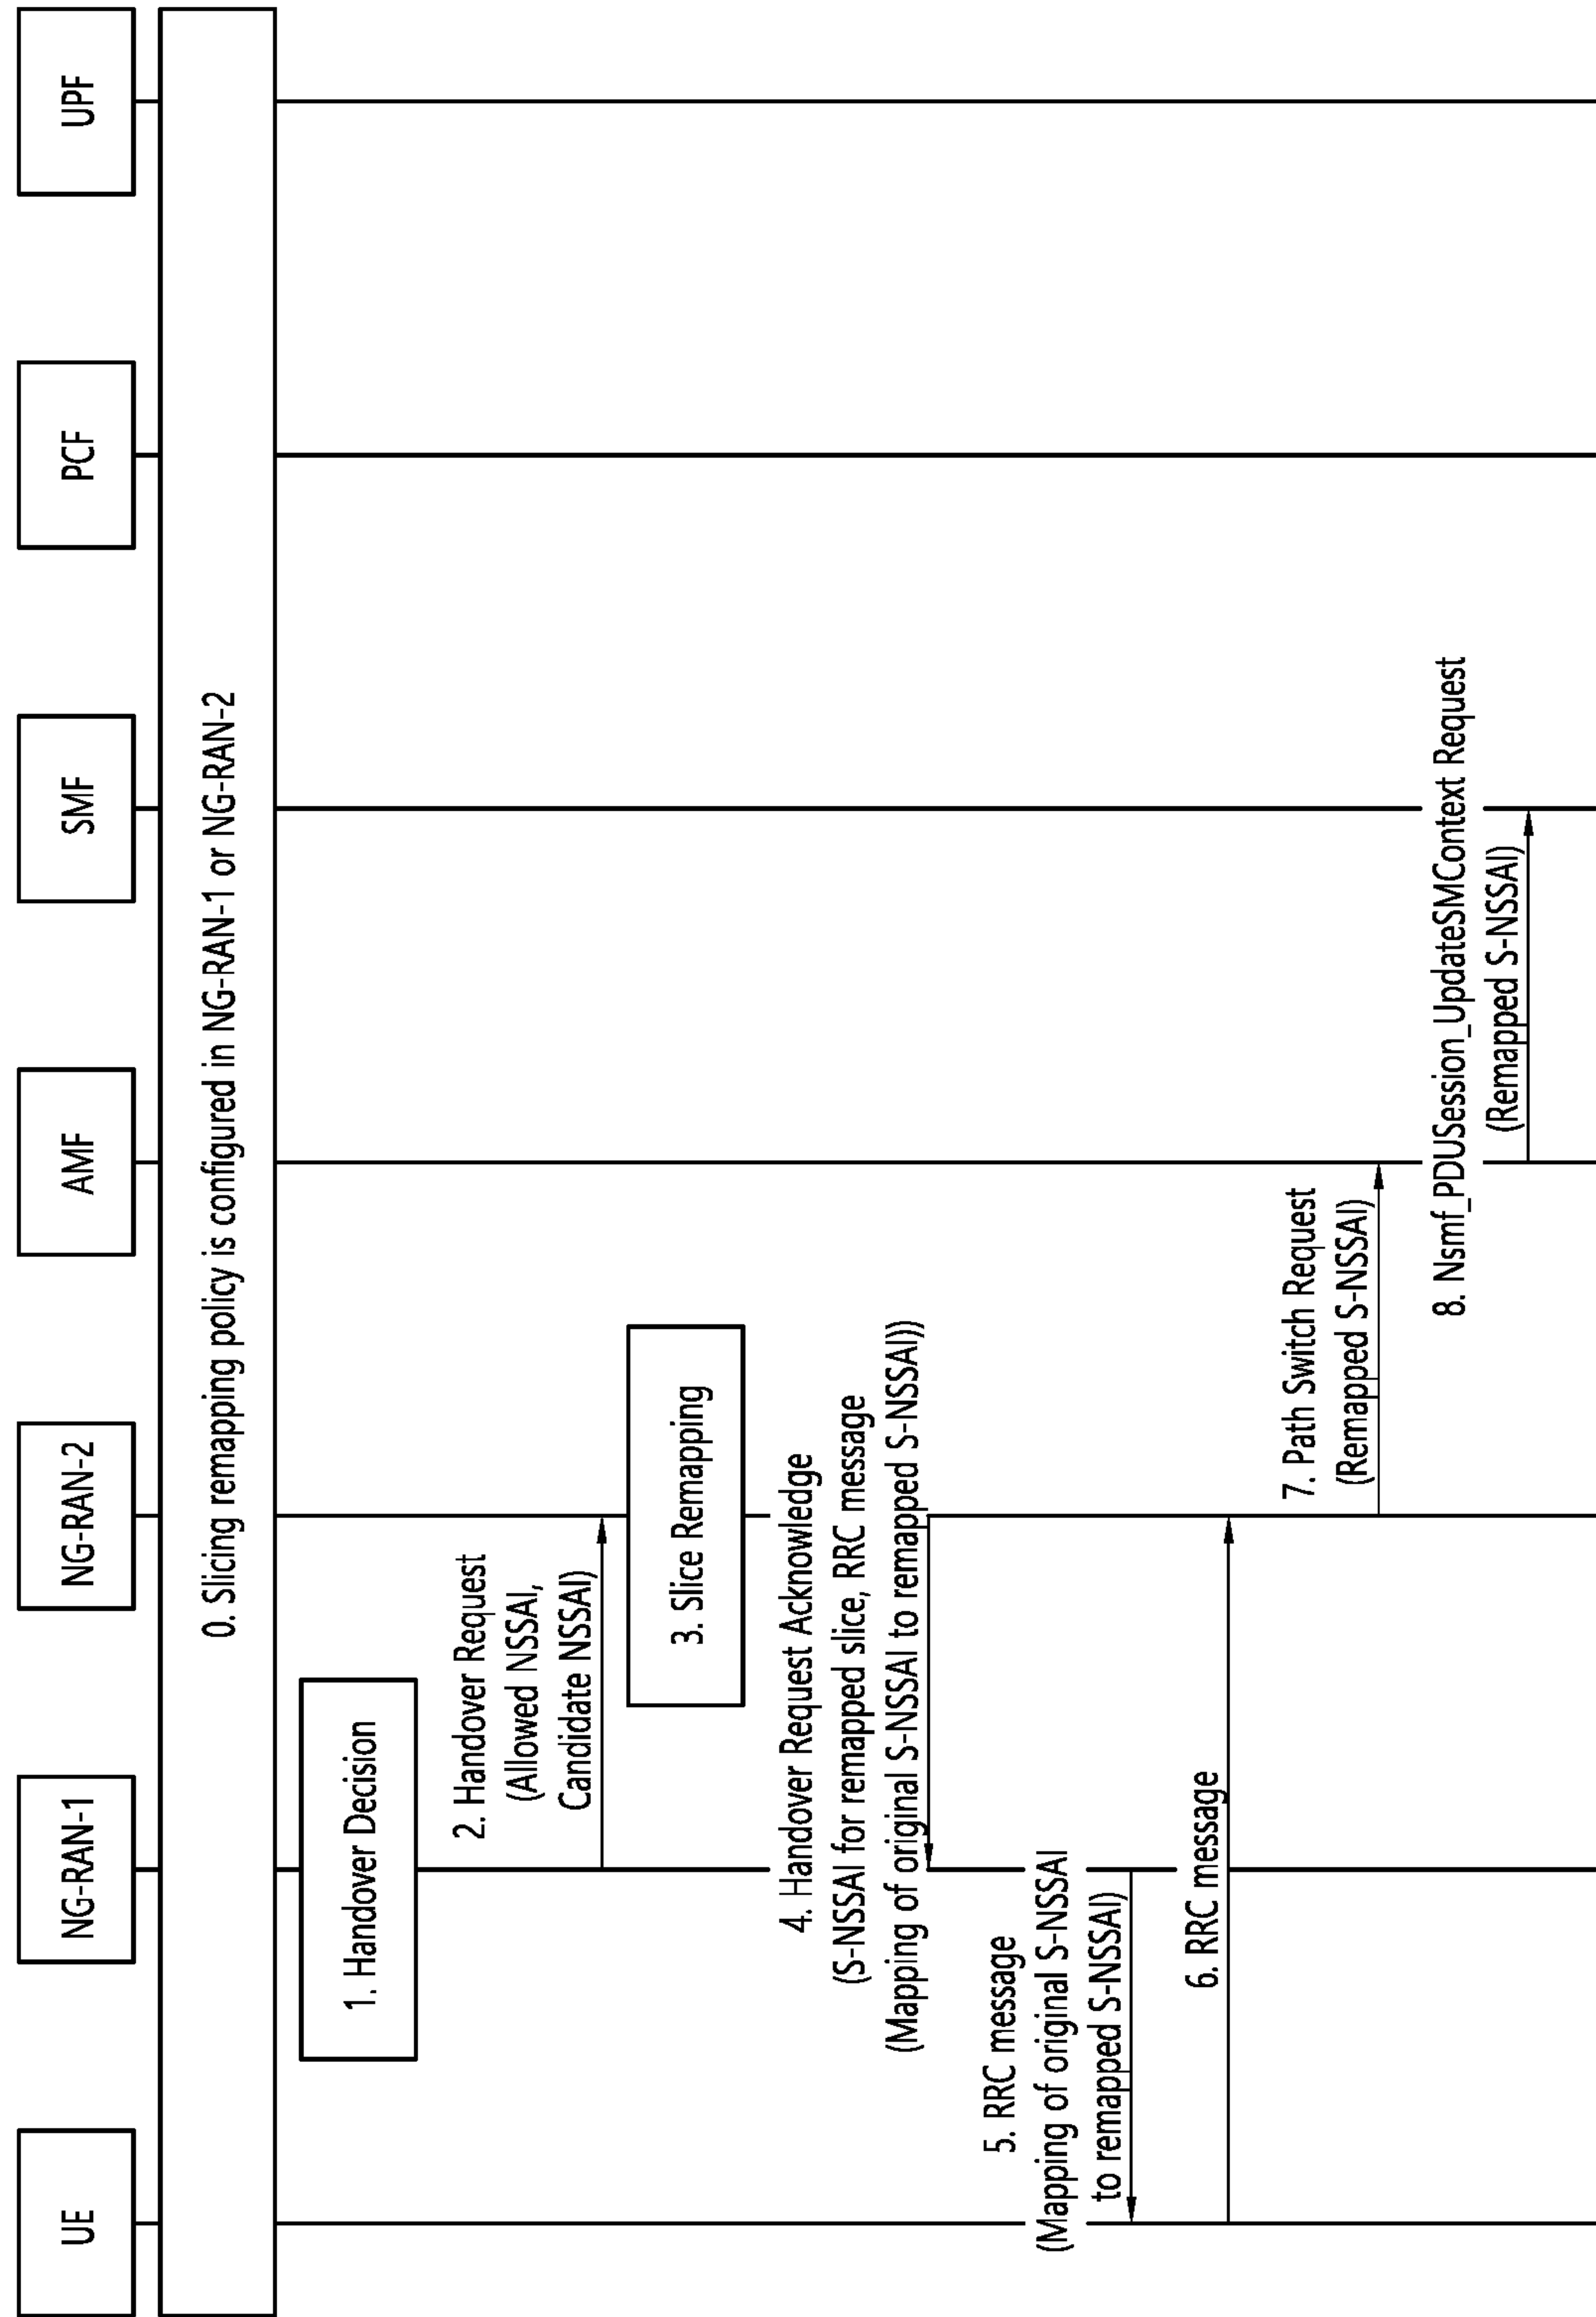 UE
NG-RAN-1
NG-RAN-2
AMF
SMF
PCF
UPF
0. Slicing remapping policy is configured in NG-RAN-1 or NG-RAN-2
1. Handover Decision
2. Handover Request
(Allowed NSSAI,
Candidate NSSAI)
3. Slice Remapping
4. Handover Request Acknowledge
(S-NSSAI for remapped slice, RRC message
(Mapping of original S-NSSAI to remapped S-NSSAI))
5. RRC message
(Mapping of original S-NSSAI
to remapped S-NSSAI)
6. RRC message
7. Path Switch Request
(Remapped S-NSSAI)
8. Nsmf_PDUSession_UpdateSMContext Request
(Remapped S-NSSAI)